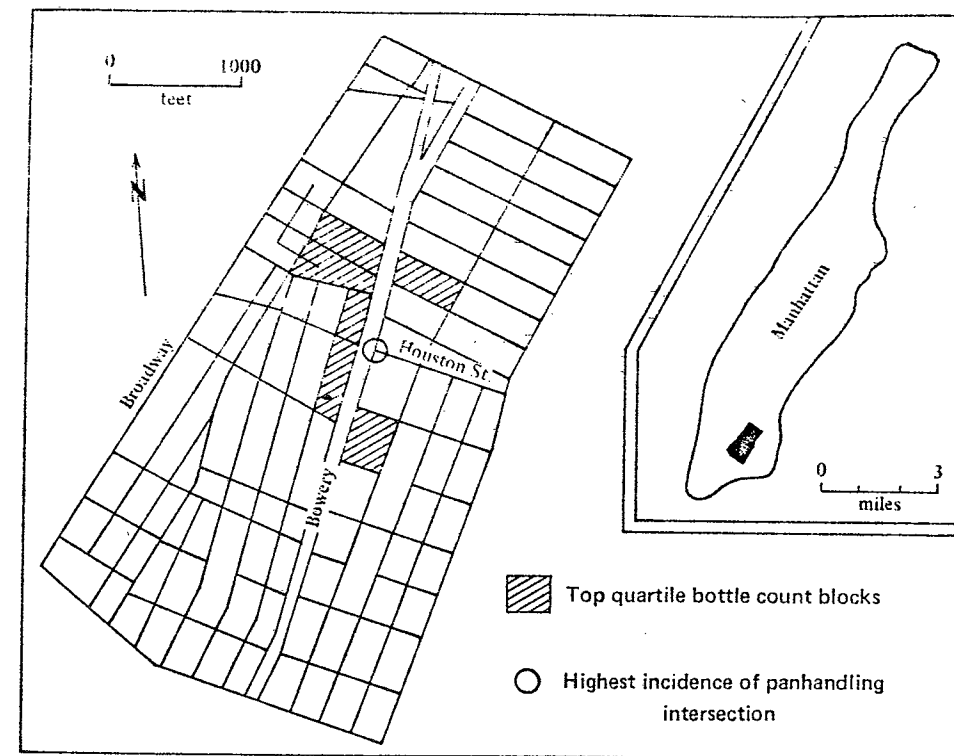 0 1000
feet
N
Broadway
Houston St.
Bowery
Manhattan
0 3
miles
Top quartile bottle count blocks
Highest incidence of panhandling
intersection